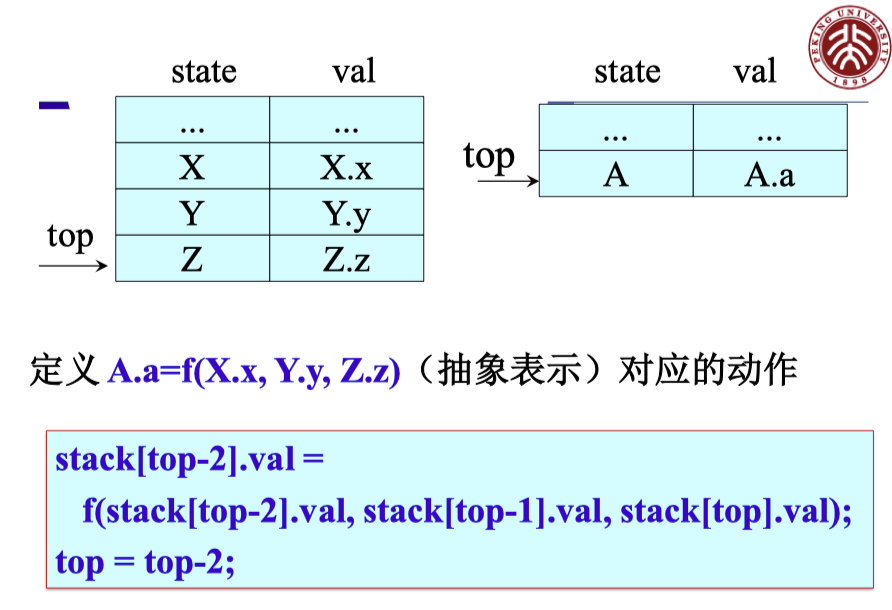 state val
... ...
X X.x
Y Y.y
Z Z.z
top
state val
... ...
A A.a
top
PEKING UNIVERSITY
1898
定义 A.a=f(X.x, Y.y, Z.z)（抽象表示）对应的动作
stack[top-2].val =
f(stack[top-2].val, stack[top-1].val, stack[top].val);
top = top-2;